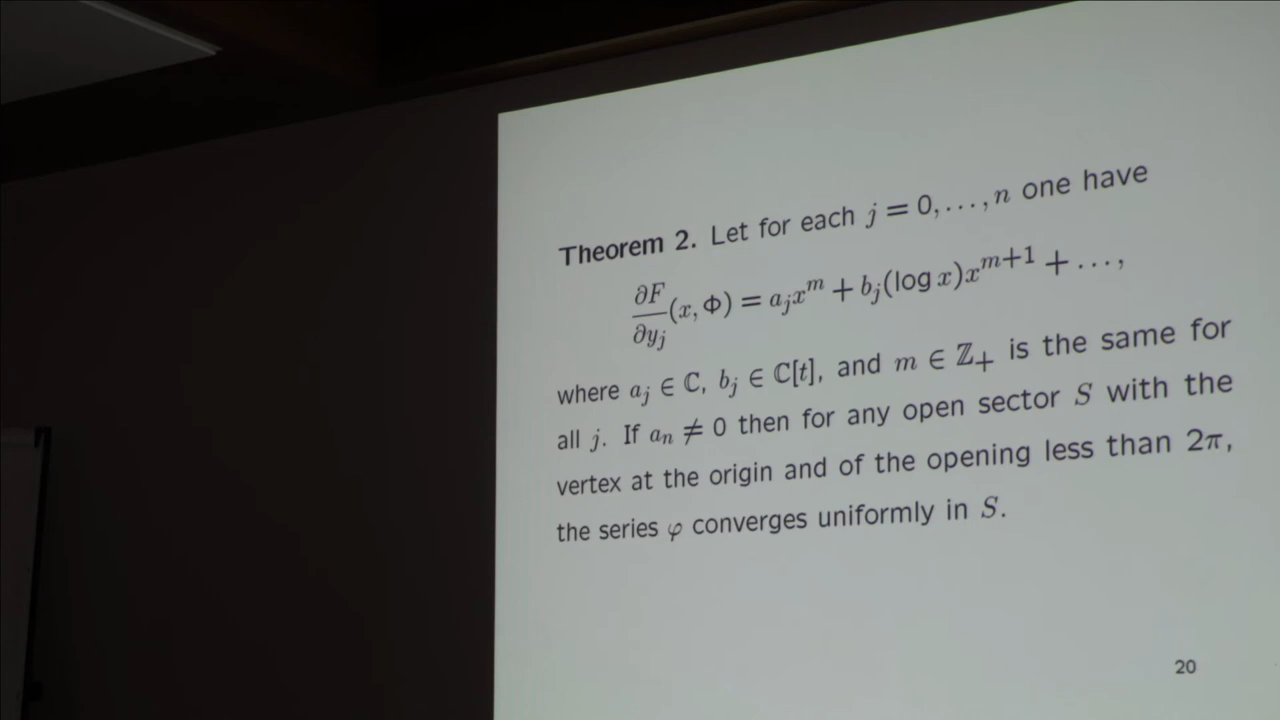 Theorem 2. Let for each j = 0, . . . , n one have
∂F/∂y_j (x, Φ) = a_j x^m + b_j(log x)x^{m+1} + . . . ,
where a_j ∈ ℂ, b_j ∈ ℂ[t], and m ∈ ℤ_+ is the same for
all j. If a_n ≠ 0 then for any open sector S with the
vertex at the origin and of the opening less than 2π,
the series φ converges uniformly in S.
20